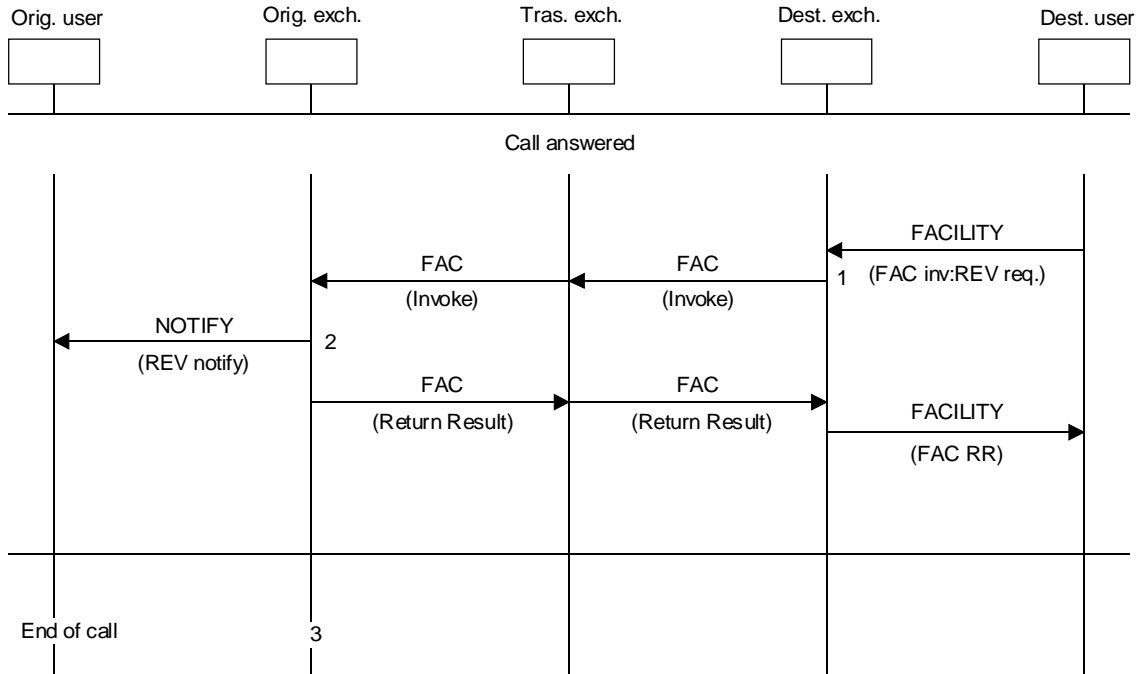 Orig. user
Orig. exch.
Tras. exch.
Dest. exch.
Dest. user
Call answered
FACILITY
1
(FAC inv:REV req.)
FAC
(Invoke)
FAC
(Invoke)
NOTIFY
(REV notify)
2
FAC
(Return Result)
FAC
(Return Result)
FACILITY
(FAC RR)
End of call
3